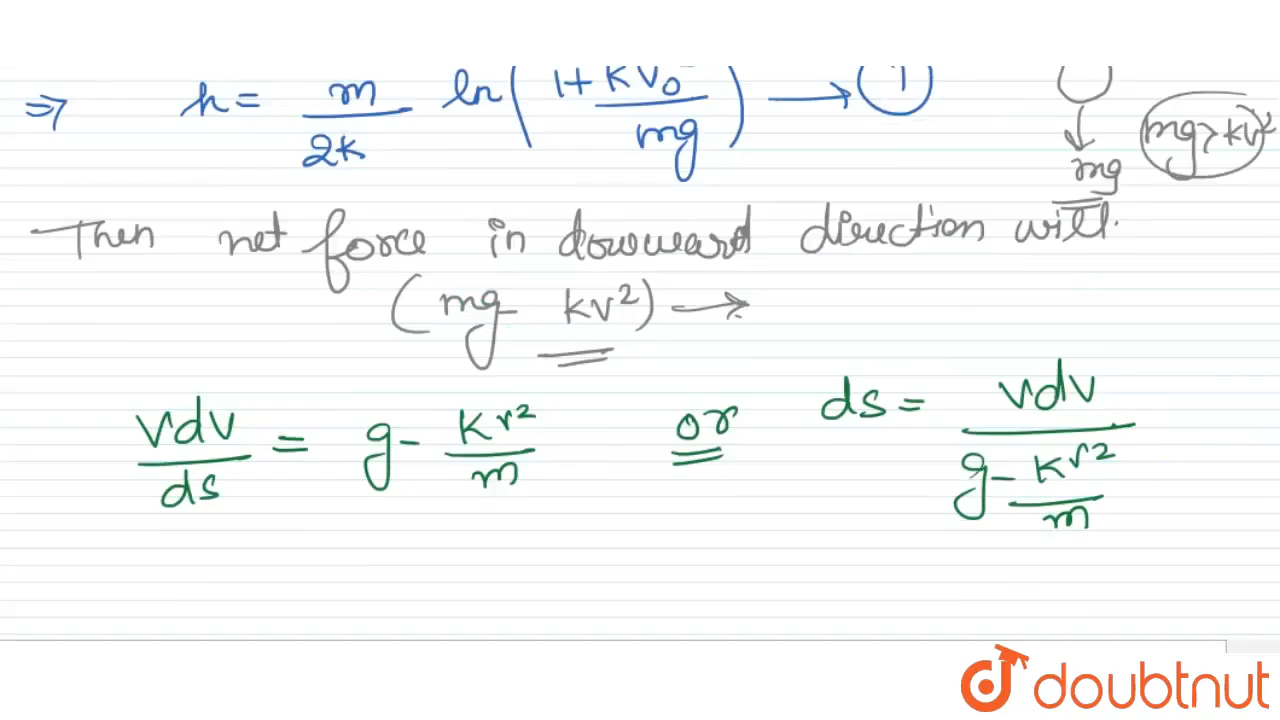 ⇒ h = m/2k ln(1 + kv₀²/mg) → ①
mg
mg > kv²
Then net force in downward direction will
(mg kv²) →
vdv/ds = g - kv²/m or ds = vdv/(g - kv²/m)
doubtnut